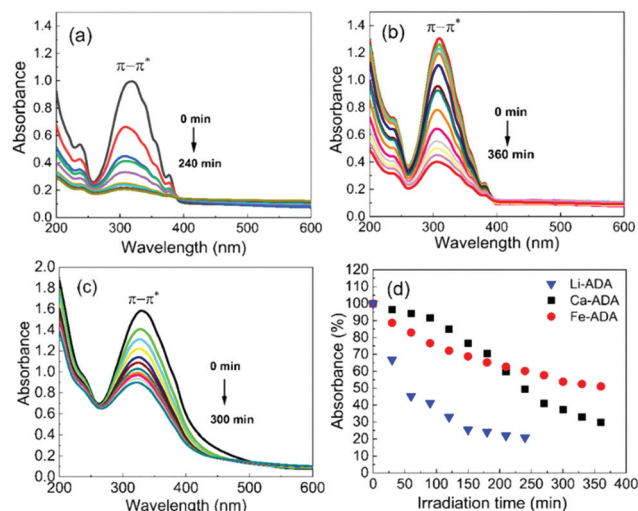 (a)
π−π*
0 min
240 min
Absorbance
1.4
1.2
1.0
0.8
0.6
0.4
0.2
0.0
200 300 400 500 600
Wavelength (nm)
(b)
π−π*
0 min
360 min
Absorbance
1.4
1.2
1.0
0.8
0.6
0.4
0.2
0.0
200 300 400 500 600
Wavelength (nm)
(c)
π−π*
0 min
300 min
Absorbance
2.0
1.8
1.6
1.4
1.2
1.0
0.8
0.6
0.4
0.2
0.0
200 300 400 500 600
Wavelength (nm)
(d)
Li-ADA
Ca-ADA
Fe-ADA
Absorbance (%)
120
110
100
90
80
70
60
50
40
30
20
10
0
0 50 100 150 200 250 300 350 400
Irradiation time (min)